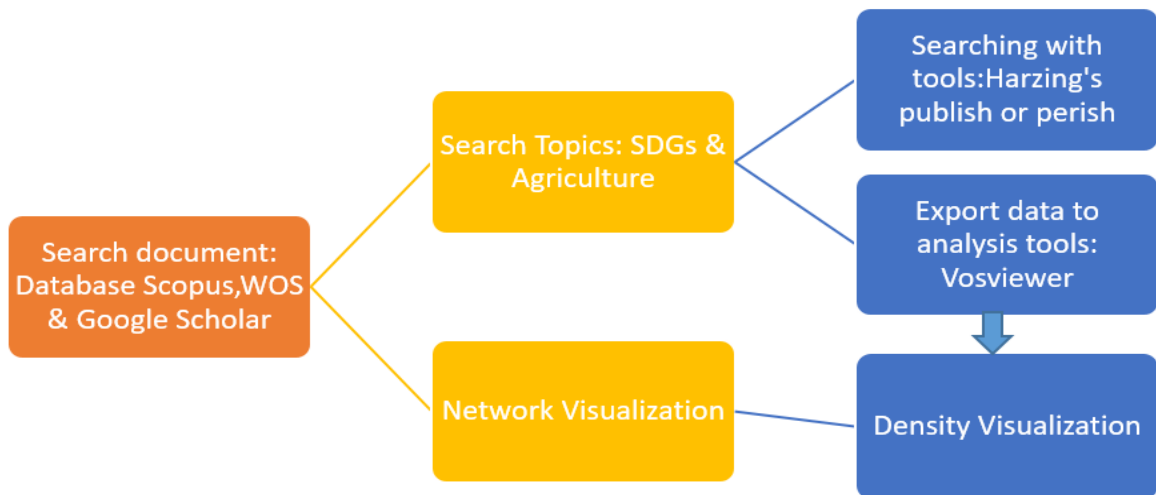 Search document:
Database Scopus,WOS
& Google Scholar
Search Topics: SDGs &
Agriculture
Network Visualization
Searching with
tools:Harzing's
publish or perish
Export data to
analysis tools:
Vosviewer
Density Visualization